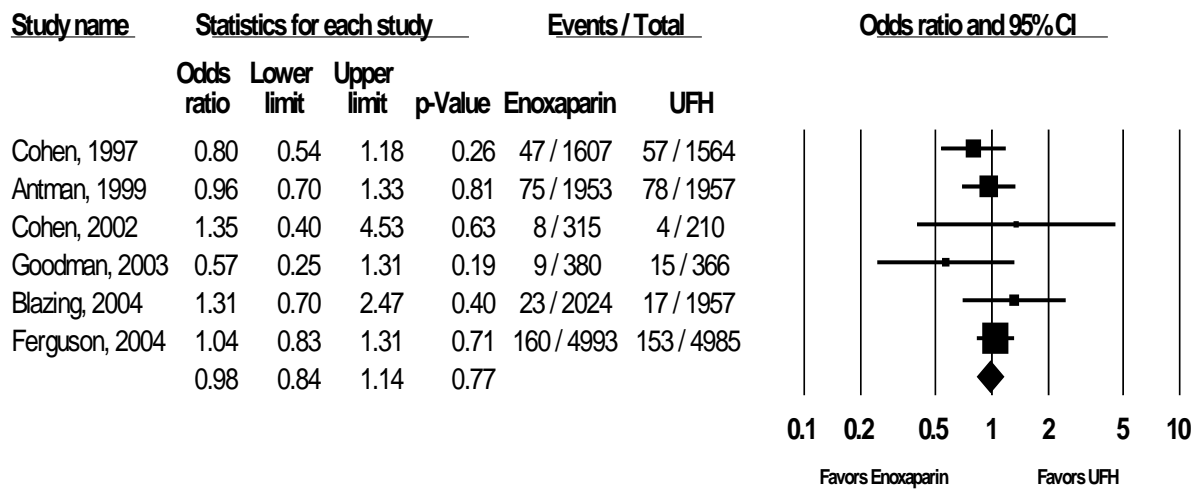 Study name Statistics for each study Events / Total Odds ratio and 95% CI
Odds Lower Upper
ratio limit limit p-Value Enoxaparin UFH
Cohen, 1997 0.80 0.54 1.18 0.26 47 / 1607 57 / 1564
Antman, 1999 0.96 0.70 1.33 0.81 75 / 1953 78 / 1957
Cohen, 2002 1.35 0.40 4.53 0.63 8 / 315 4 / 210
Goodman, 2003 0.57 0.25 1.31 0.19 9 / 380 15 / 366
Blazing, 2004 1.31 0.70 2.47 0.40 23 / 2024 17 / 1957
Ferguson, 2004 1.04 0.83 1.31 0.71 160 / 4993 153 / 4985
0.98 0.84 1.14 0.77
0.1 0.2 0.5 1 2 5 10
Favors Enoxaparin Favors UFH